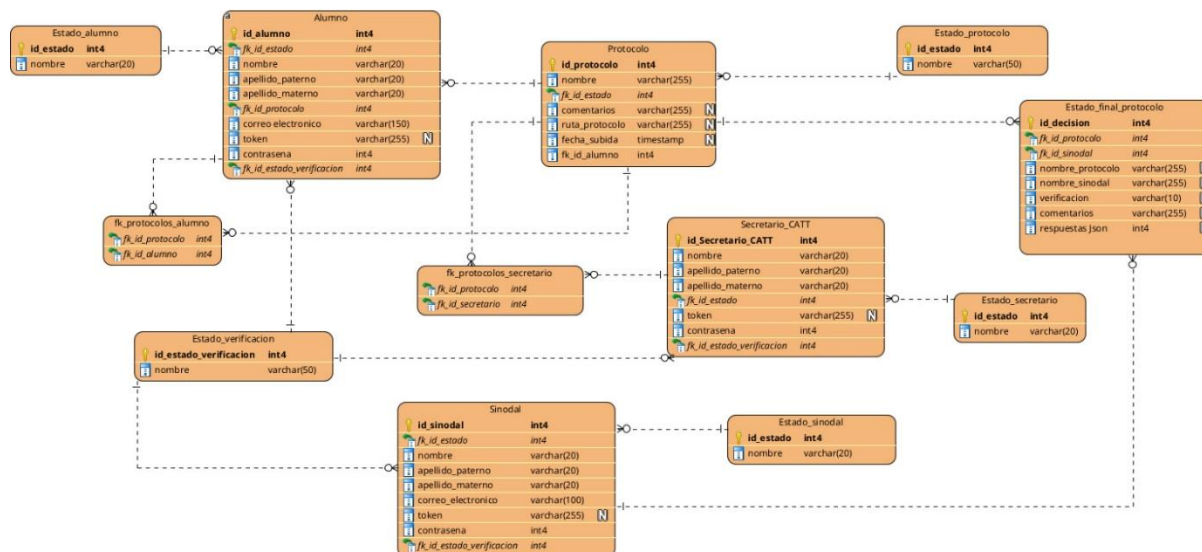 Estado_alumno
id_estado int4
nombre varchar(20)
Alumno
id_alumno int4
fk_id_estado int4
nombre varchar(20)
apellido_paterno varchar(20)
apellido_materno varchar(20)
fk_id_protocolo int4
correo electronico varchar(150)
token varchar(255) N
contrasena int4
fk_id_estado_verificacion int4
Protocolo
id_protocolo int4
nombre varchar(255)
fk_id_estado int4
comentarios varchar(255) N
ruta_protocolo varchar(255) N
fecha_subida timestamp N
fk_id_alumno int4
Estado_protocolo
id_estado int4
nombre varchar(50)
Estado_final_protocolo
id_decision int4
fk_id_protocolo int4
fk_id_sinodal int4
nombre_protocolo varchar(255)
nombre_sinodal varchar(255)
verificacion varchar(10)
comentarios varchar(255)
respuestas Json int4
fk_protocolos_alumno
fk_id_protocolo int4
fk_id_alumno int4
fk_protocolos_secretario
fk_id_protocolo int4
fk_id_secretario int4
Secretario_CATT
id_Secretario_CATT int4
nombre varchar(20)
apellido_paterno varchar(20)
apellido_materno varchar(20)
fk_id_estado int4
token varchar(255) N
contrasena int4
fk_id_estado_verificacion int4
Estado_secretario
id_estado int4
nombre varchar(20)
Estado_verificacion
id_estado_verificacion int4
nombre varchar(50)
Sinodal
id_sinodal int4
fk_id_estado int4
nombre varchar(20)
apellido_paterno varchar(20)
apellido_materno varchar(20)
correo_electronico varchar(100)
token varchar(255) N
contrasena int4
fk_id_estado_verificacion int4
Estado_sinodal
id_estado int4
nombre varchar(20)